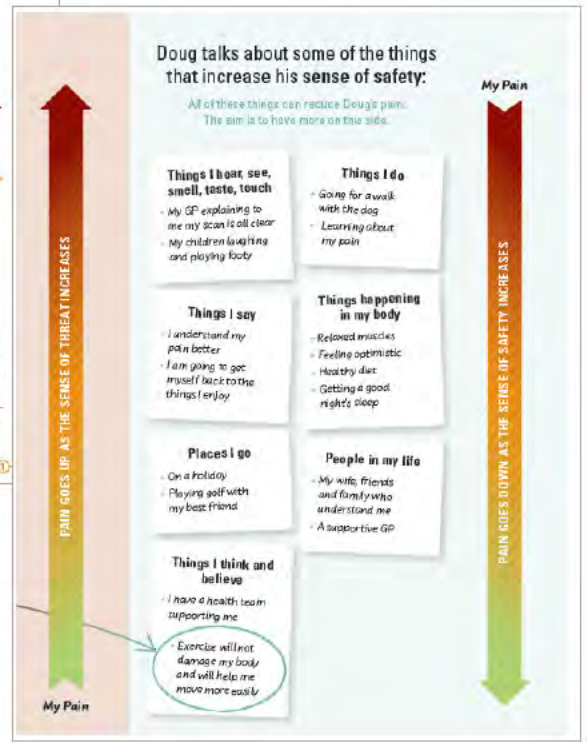 Doug talks about some of the things
that increase his sense of safety:
All of these things can reduce Doug's pain.
The aim is to have more on this side.
My Pain
PAIN GOES UP AS THE SENSE OF THREAT INCREASES
My Pain
Things I hear, see,
smell, taste, touch
- My GP explaining to
me my scan is all clear
- My children laughing
and playing footy
Things I do
- Going for a walk
with the dog
- Learning about
my pain
Things I say
- I understand my
pain better
- I am going to get
myself back to the
things I enjoy
Things happening
in my body
- Relaxed muscles
- Feeling optimistic
- Healthy diet
- Getting a good
night's sleep
Places I go
- On a holiday
- Playing golf with
my best friend
People in my life
- My wife, friends
and family who
understand me
- A supportive GP
Things I think and
believe
- I have a health team
supporting me
- Exercise will not
damage my body
and will help me
move more easily
PAIN GOES DOWN AS THE SENSE OF SAFETY INCREASES